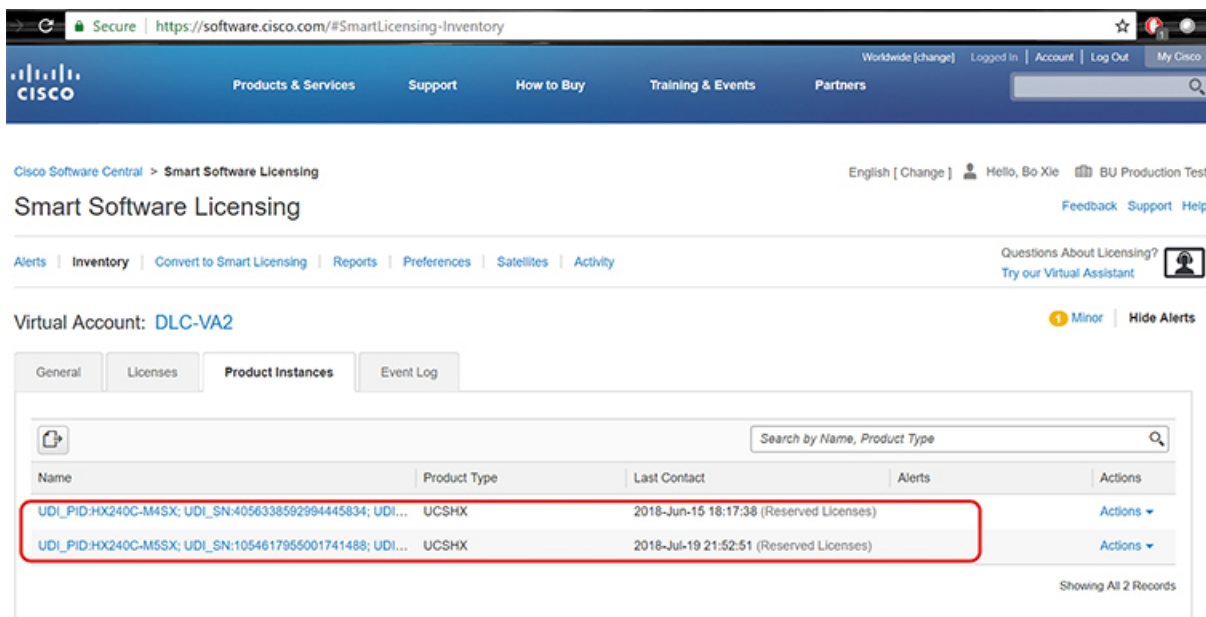 Secure | https://software.cisco.com/#SmartLicensing-Inventory
1
Worldwide [change] Logged In | Account | Log Out My Cisco
CISCO
Products & Services Support How to Buy Training & Events Partners
Cisco Software Central > Smart Software Licensing
English [ Change ] Hello, Bo Xie BU Production Test
Smart Software Licensing
Feedback Support Help
Alerts | Inventory | Convert to Smart Licensing | Reports | Preferences | Satellites | Activity
Questions About Licensing?
Try our Virtual Assistant
Virtual Account: DLC-VA2
1 Minor | Hide Alerts
General Licenses Product Instances Event Log
Search by Name, Product Type
Name Product Type Last Contact Alerts Actions
UDI_PID:HX240C-M4SX; UDI_SN:4056338592994445834; UDI... UCSHX 2018-Jun-15 18:17:38 (Reserved Licenses) Actions
UDI_PID:HX240C-M5SX; UDI_SN:1054617955001741488; UDI... UCSHX 2018-Jul-19 21:52:51 (Reserved Licenses) Actions
Showing All 2 Records